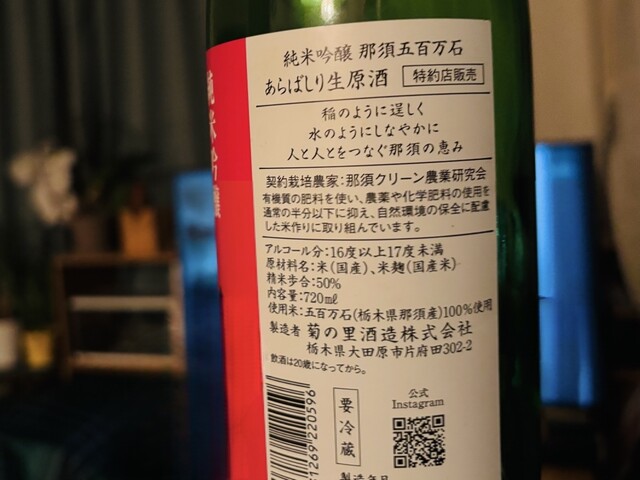 純米吟醸 那須五百万石
あらばしり生原酒 特約店販売
稲のように逞しく
水のようにしなやかに
人と人とをつなぐ那須の恵み
契約栽培農家:那須クリーン農業研究会
有機質の肥料を使い、農薬や化学肥料の使用を
通常の半分以下に抑え、自然環境の保全に配慮
した米作りに取り組んでいます。
アルコール分:16度以上17度未満
原材料名:米(国産)、米麹(国産米)
精米歩合:50%
内容量:720mℓ
使用米:五百万石(栃木県那須産)100%使用
製造者 菊の里酒造株式会社
栃木県大田原市片府田302-2
飲酒は20歳になってから。
要冷蔵
公式
Instagram
純米吟醸